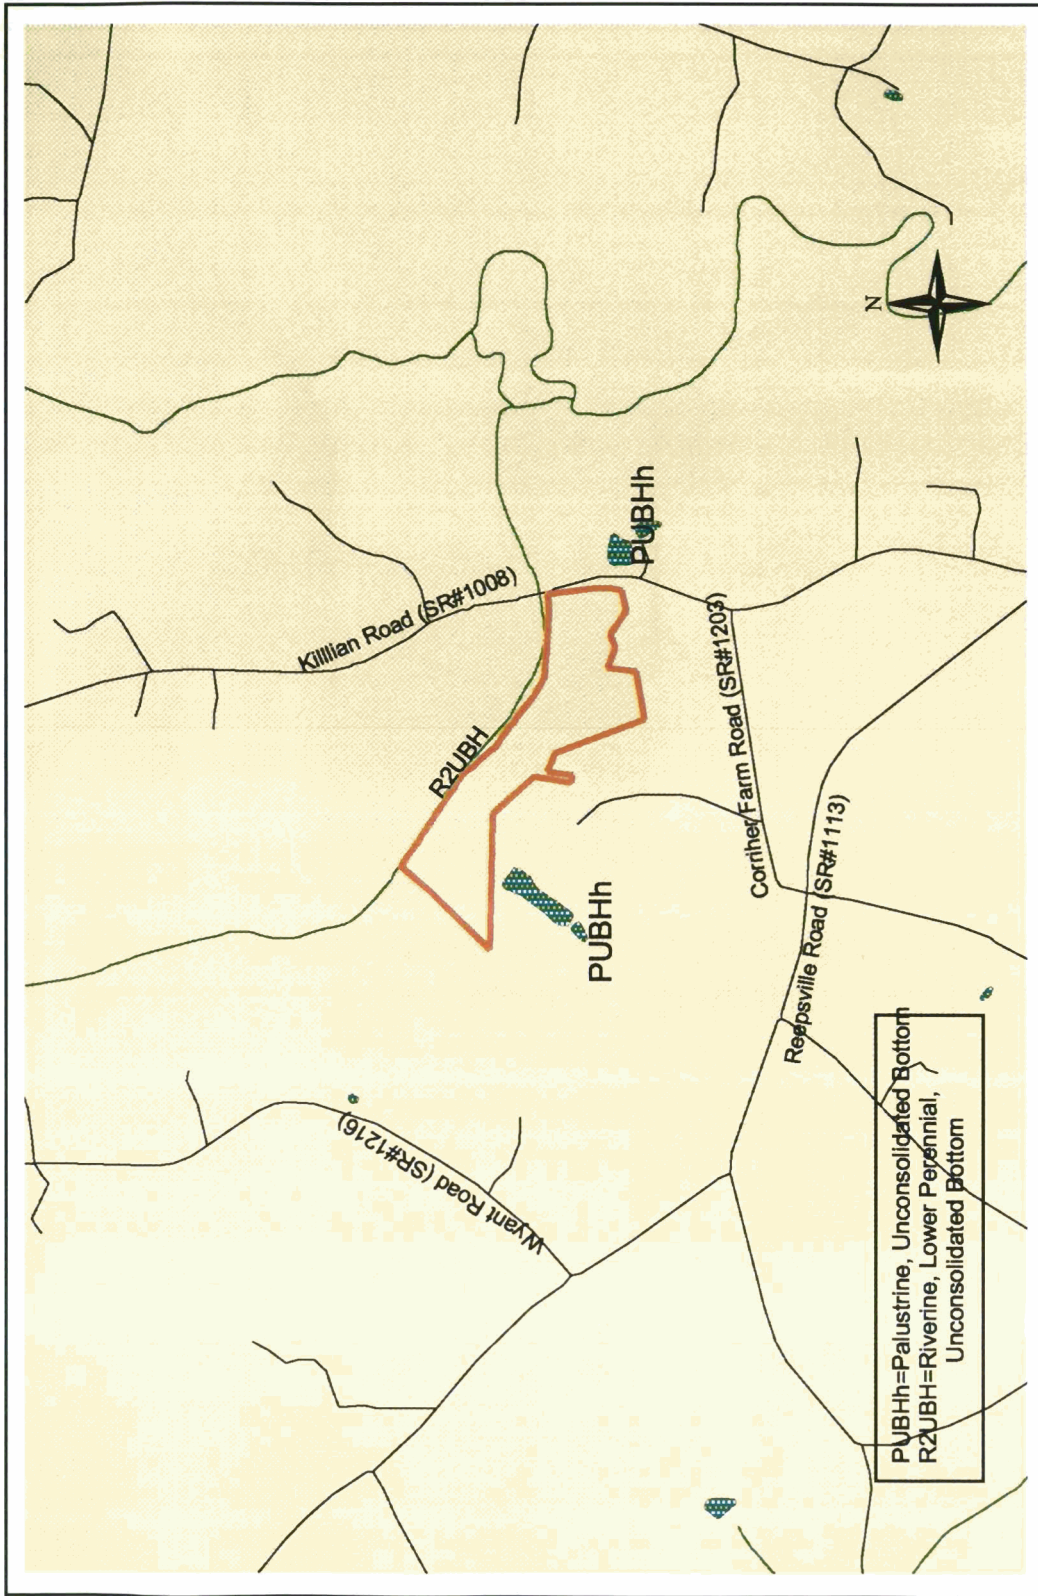 Killlian Road (SR#1008)
R2UBH
PUBHh
PUBHh
Wyant Road (SR#1216)
Corriher Farm Road (SR#1203)
Reepsville Road (SR#1113)
N
PUBHh=Palustrine, Unconsolidated Bottom
R2UBH=Riverine, Lower Perennial,
Unconsolidated Bottom